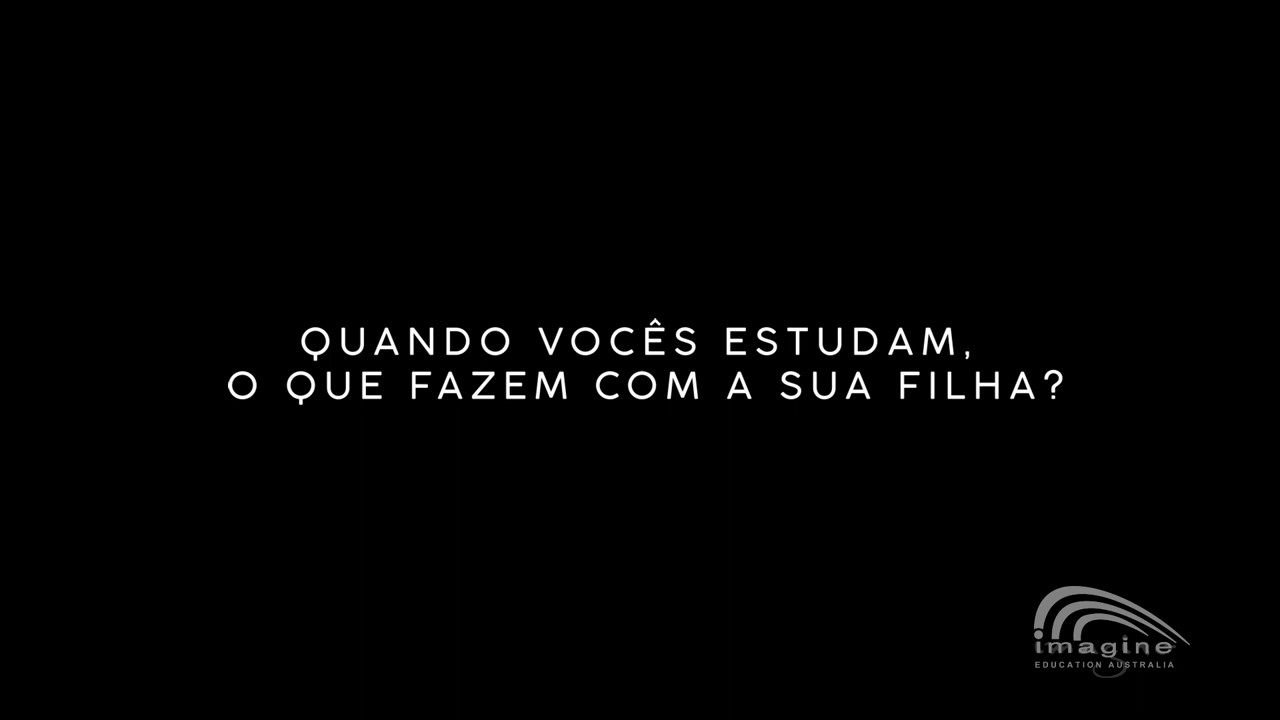 QUANDO VOCÊS ESTUDAM,
O QUE FAZEM COM A SUA FILHA?
imagine
EDUCATION AUSTRALIA